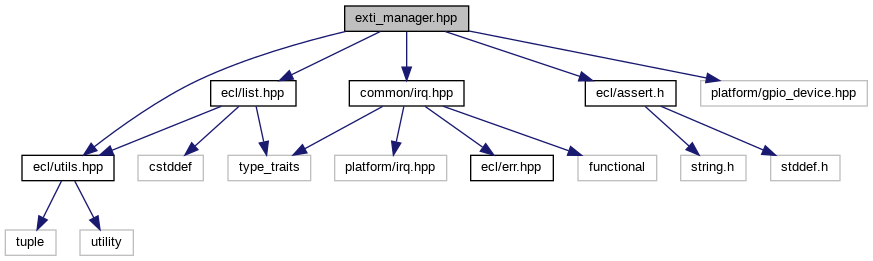 exti_manager.hpp
ecl/list.hpp
common/irq.hpp
ecl/assert.h
platform/gpio_device.hpp
ecl/utils.hpp
cstddef
type_traits
platform/irq.hpp
ecl/err.hpp
functional
string.h
stddef.h
tuple
utility